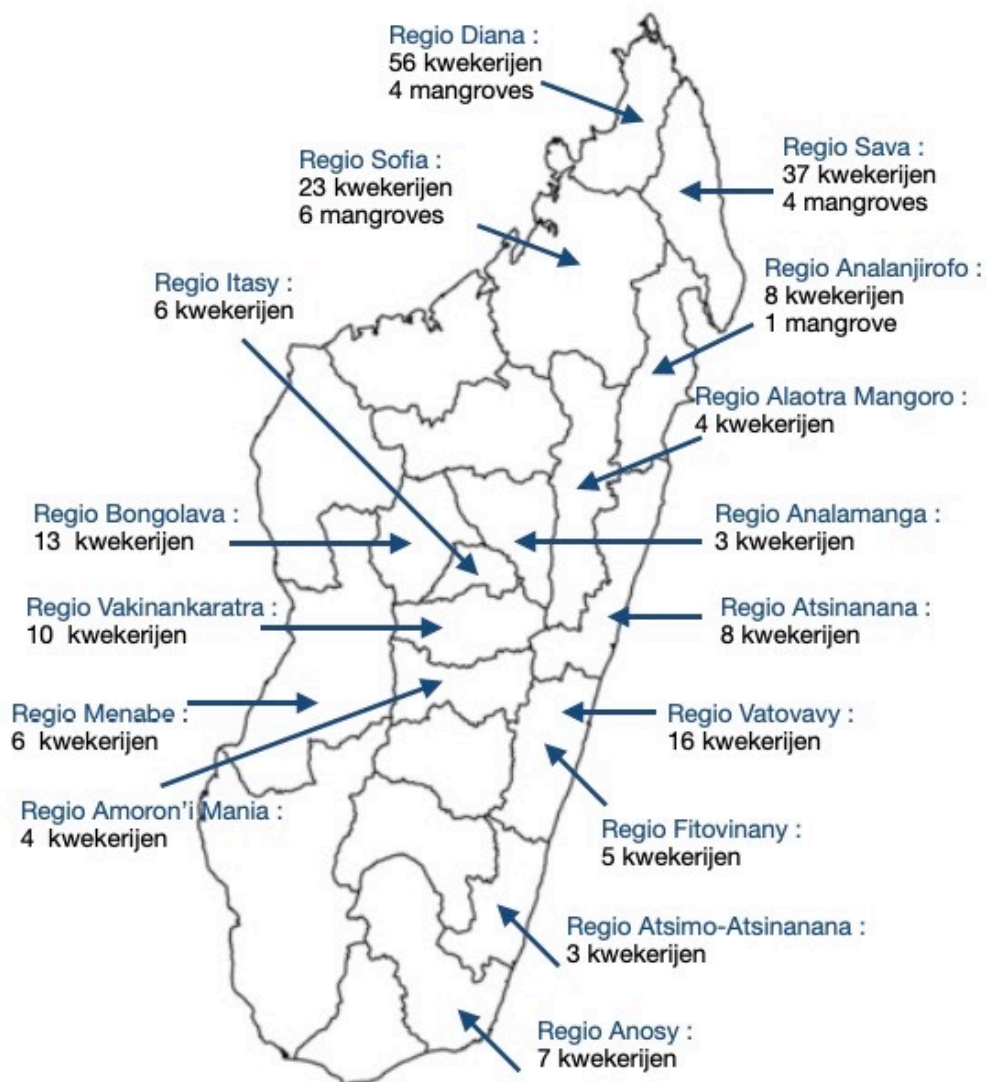 Regio Diana :
56 kwekerijen
4 mangroves
Regio Sava :
37 kwekerijen
4 mangroves
Regio Sofia :
23 kwekerijen
6 mangroves
Regio Analanjirofo :
8 kwekerijen
1 mangrove
Regio Itasy :
6 kwekerijen
Regio Alaotra Mangoro :
4 kwekerijen
Regio Bongolava :
13 kwekerijen
Regio Analamanga :
3 kwekerijen
Regio Vakinankaratra :
10 kwekerijen
Regio Atsinanana :
8 kwekerijen
Regio Menabe :
6 kwekerijen
Regio Vatovavy :
16 kwekerijen
Regio Amoron'i Mania :
4 kwekerijen
Regio Fitovinany :
5 kwekerijen
Regio Atsimo-Atsinanana :
3 kwekerijen
Regio Anosy :
7 kwekerijen